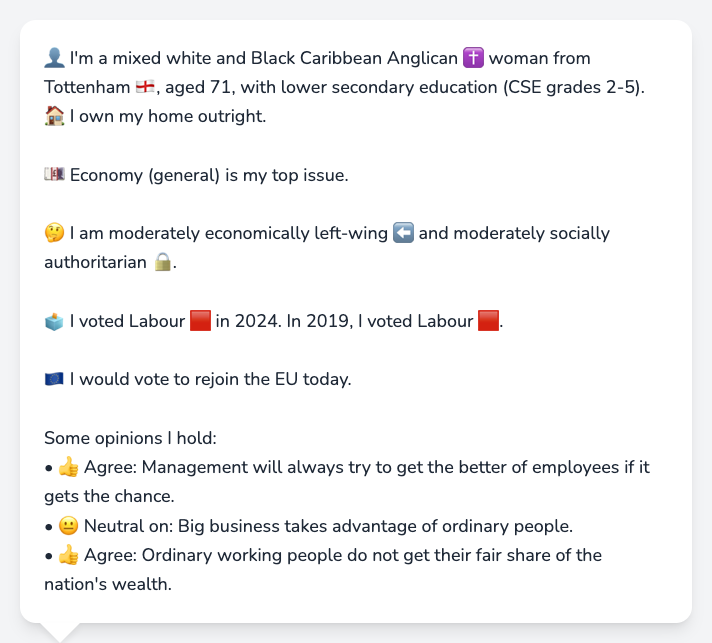 👤 I'm a mixed white and Black Caribbean Anglican ✝️ woman from
Tottenham 🏴󠁧󠁢󠁥󠁮󠁧󠁿, aged 71, with lower secondary education (CSE grades 2-5).
🏠 I own my home outright.
💷 Economy (general) is my top issue.
🤔 I am moderately economically left-wing ⬅️ and moderately socially
authoritarian 🔒.
🗳️ I voted Labour 🟥 in 2024. In 2019, I voted Labour 🟥.
🇪🇺 I would vote to rejoin the EU today.
Some opinions I hold:
• 👍 Agree: Management will always try to get the better of employees if it
gets the chance.
• 😐 Neutral on: Big business takes advantage of ordinary people.
• 👍 Agree: Ordinary working people do not get their fair share of the
nation's wealth.